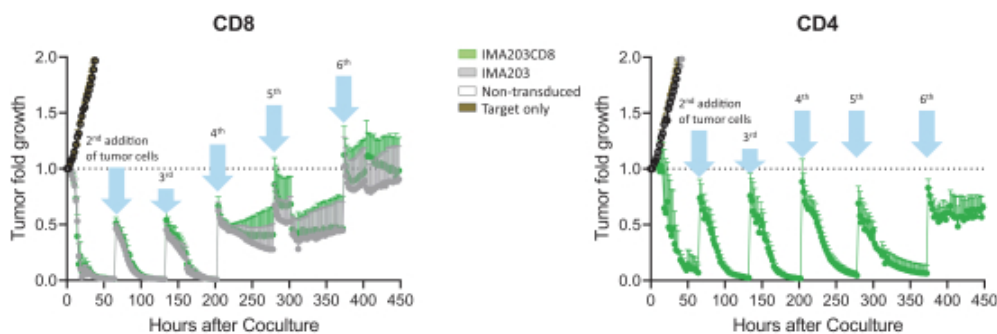 CD8
Tumor fold growth
2.0
1.5
1.0
0.5
0.0
2nd addition
of tumor cells
3rd
4th
5th
6th
0 50 100 150 200 250 300 350 400 450
Hours after Coculture
IMA203CD8
IMA203
Non-transduced
Target only
CD4
Tumor fold growth
2.0
1.5
1.0
0.5
0.0
2nd addition
of tumor cells
3rd
4th
5th
6th
0 50 100 150 200 250 300 350 400 450
Hours after Coculture